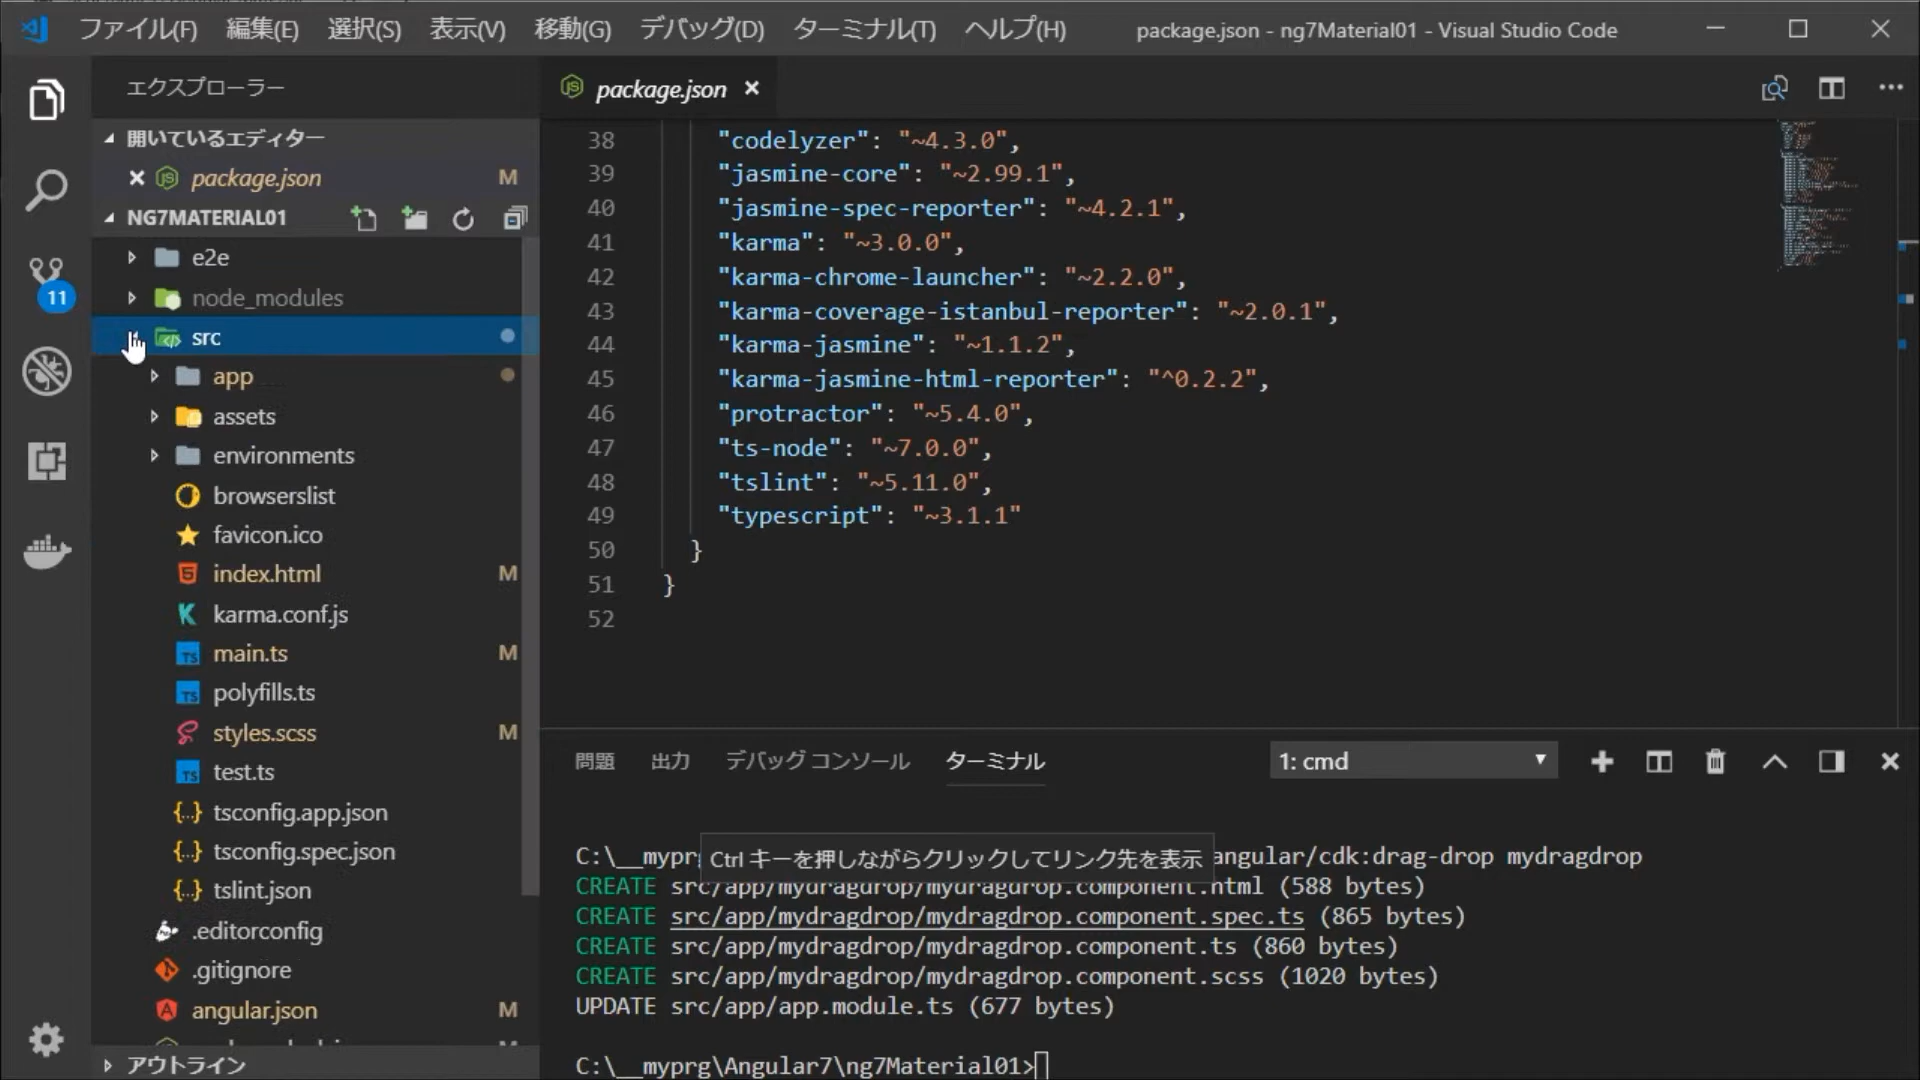 ファイル(F) 編集(E) 選択(S) 表示(V) 移動(G) デバッグ(D) ターミナル(T) ヘルプ(H) package.json - ng7Material01 - Visual Studio Code
エクスプローラー
開いているエディター
package.json M
NG7MATERIAL01
e2e
node_modules
src
app
assets
environments
browserslist
favicon.ico
index.html M
karma.conf.js
main.ts M
polyfills.ts
styles.scss M
test.ts
tsconfig.app.json
tsconfig.spec.json
tslint.json
.editorconfig
.gitignore
angular.json M
アウトライン
11
package.json
38 "codelyzer": "~4.3.0",
39 "jasmine-core": "~2.99.1",
40 "jasmine-spec-reporter": "~4.2.1",
41 "karma": "~3.0.0",
42 "karma-chrome-launcher": "~2.2.0",
43 "karma-coverage-istanbul-reporter": "~2.0.1",
44 "karma-jasmine": "~1.1.2",
45 "karma-jasmine-html-reporter": "^0.2.2",
46 "protractor": "~5.4.0",
47 "ts-node": "~7.0.0",
48 "tslint": "~5.11.0",
49 "typescript": "~3.1.1"
50 }
51 }
52
問題 出力 デバッグ コンソール ターミナル 1: cmd
C:\__myprg angular/cdk:drag-drop mydragdrop
Ctrl キーを押しながらクリックしてリンク先を表示
CREATE src/app/mydragdrop/mydragdrop.component.html (588 bytes)
CREATE src/app/mydragdrop/mydragdrop.component.spec.ts (865 bytes)
CREATE src/app/mydragdrop/mydragdrop.component.ts (860 bytes)
CREATE src/app/mydragdrop/mydragdrop.component.scss (1020 bytes)
UPDATE src/app/app.module.ts (677 bytes)
C:\__myprg\Angular7\ng7Material01>